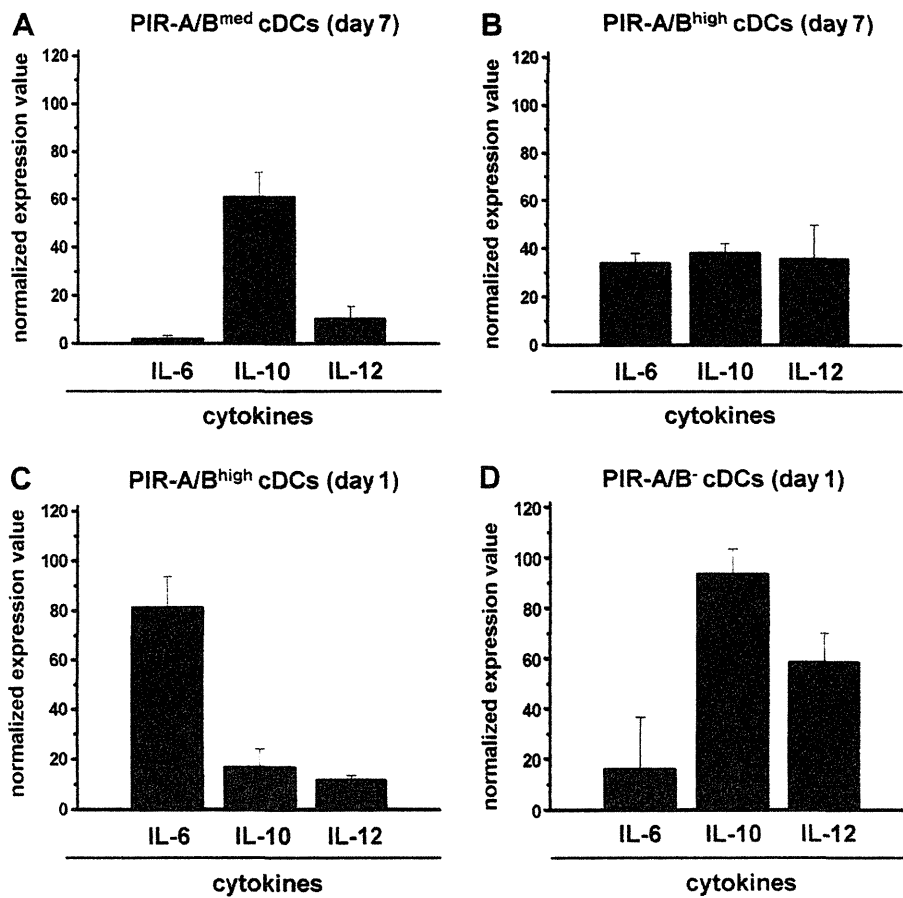 A
PIR-A/Bmed cDCs (day 7)
normalized expression value
120
100
80
60
40
20
0
IL-6 IL-10 IL-12
cytokines
B
PIR-A/Bhigh cDCs (day 7)
normalized expression value
120
100
80
60
40
20
0
IL-6 IL-10 IL-12
cytokines
C
PIR-A/Bhigh cDCs (day 1)
normalized expression value
120
100
80
60
40
20
0
IL-6 IL-10 IL-12
cytokines
D
PIR-A/B- cDCs (day 1)
normalized expression value
120
100
80
60
40
20
0
IL-6 IL-10 IL-12
cytokines